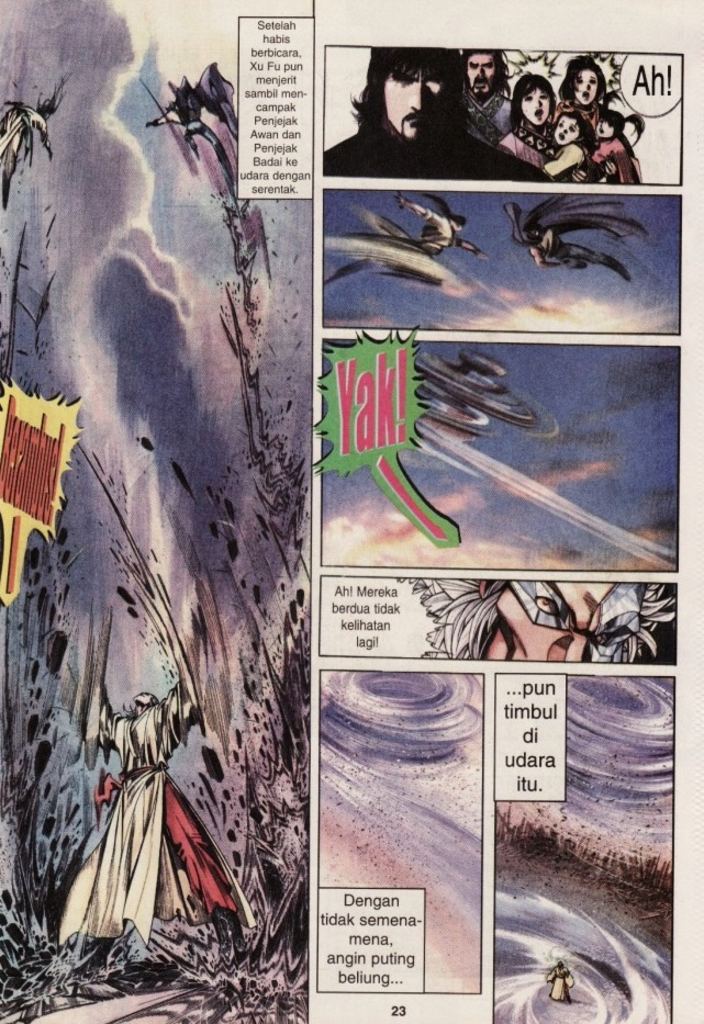 Setelah
habis
berbicara,
Xu Fu pun
menjerit
sambil men-
campak
Penjejak
Awan dan
Penjejak
Badai ke
udara dengan
serentak.
Ah!
Yak!
Ah! Mereka
berdua tidak
kelihatan
lagi!
Dengan
tidak semena-
mena,
angin puting
beliung...
...pun
timbul
di
udara
itu.
23